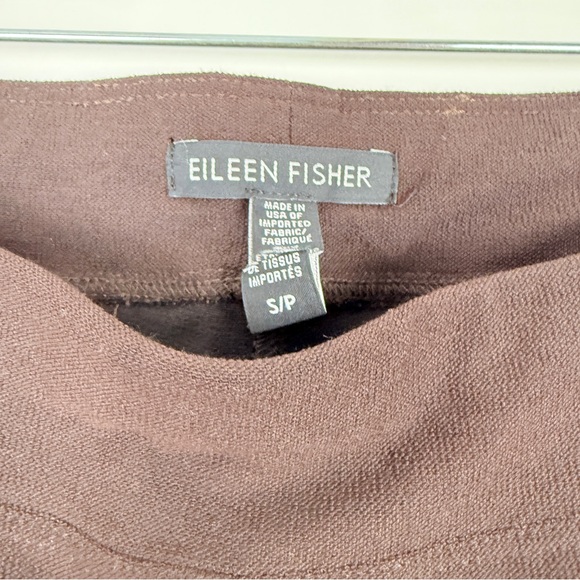 EILEEN FISHER
MADE IN
USA OF
IMPORTED
FABRIC/
FABRIQUÉ
DE TISSUS
IMPORTÉS
S/P